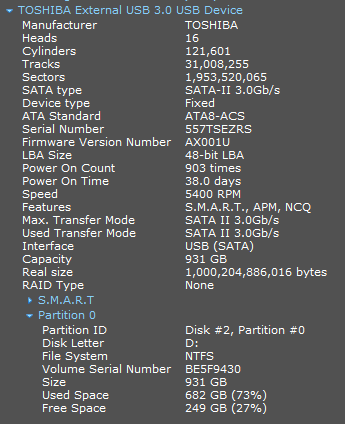 TOSHIBA External USB 3.0 USB Device
Manufacturer TOSHIBA
Heads 16
Cylinders 121,601
Tracks 31,008,255
Sectors 1,953,520,065
SATA type SATA-II 3.0Gb/s
Device type Fixed
ATA Standard ATA8-ACS
Serial Number 557TSEZRS
Firmware Version Number AX001U
LBA Size 48-bit LBA
Power On Count 903 times
Power On Time 38.0 days
Speed 5400 RPM
Features S.M.A.R.T., APM, NCQ
Max. Transfer Mode SATA II 3.0Gb/s
Used Transfer Mode SATA II 3.0Gb/s
Interface USB (SATA)
Capacity 931 GB
Real size 1,000,204,886,016 bytes
RAID Type None
S.M.A.R.T
Partition 0
Partition ID Disk #2, Partition #0
Disk Letter D:
File System NTFS
Volume Serial Number BE5F9430
Size 931 GB
Used Space 682 GB (73%)
Free Space 249 GB (27%)